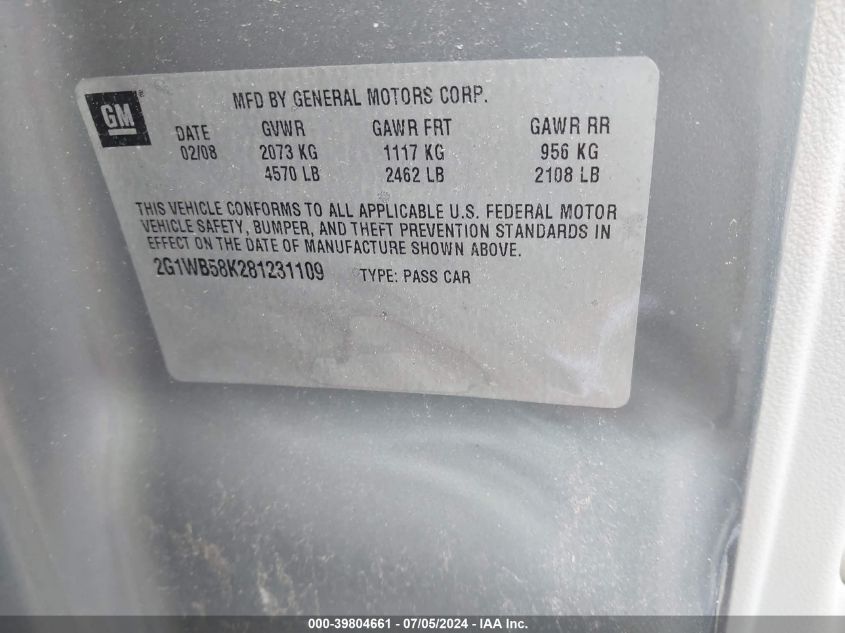 GM
MFD BY GENERAL MOTORS CORP.
DATE GVWR GAWR FRT GAWR RR
02/08 2073 KG 1117 KG 956 KG
4570 LB 2462 LB 2108 LB
THIS VEHICLE CONFORMS TO ALL APPLICABLE U.S. FEDERAL MOTOR
VEHICLE SAFETY, BUMPER, AND THEFT PREVENTION STANDARDS IN
EFFECT ON THE DATE OF MANUFACTURE SHOWN ABOVE.
2G1WB58K281231109 TYPE: PASS CAR
000-39804661 - 07/05/2024 - IAA Inc.